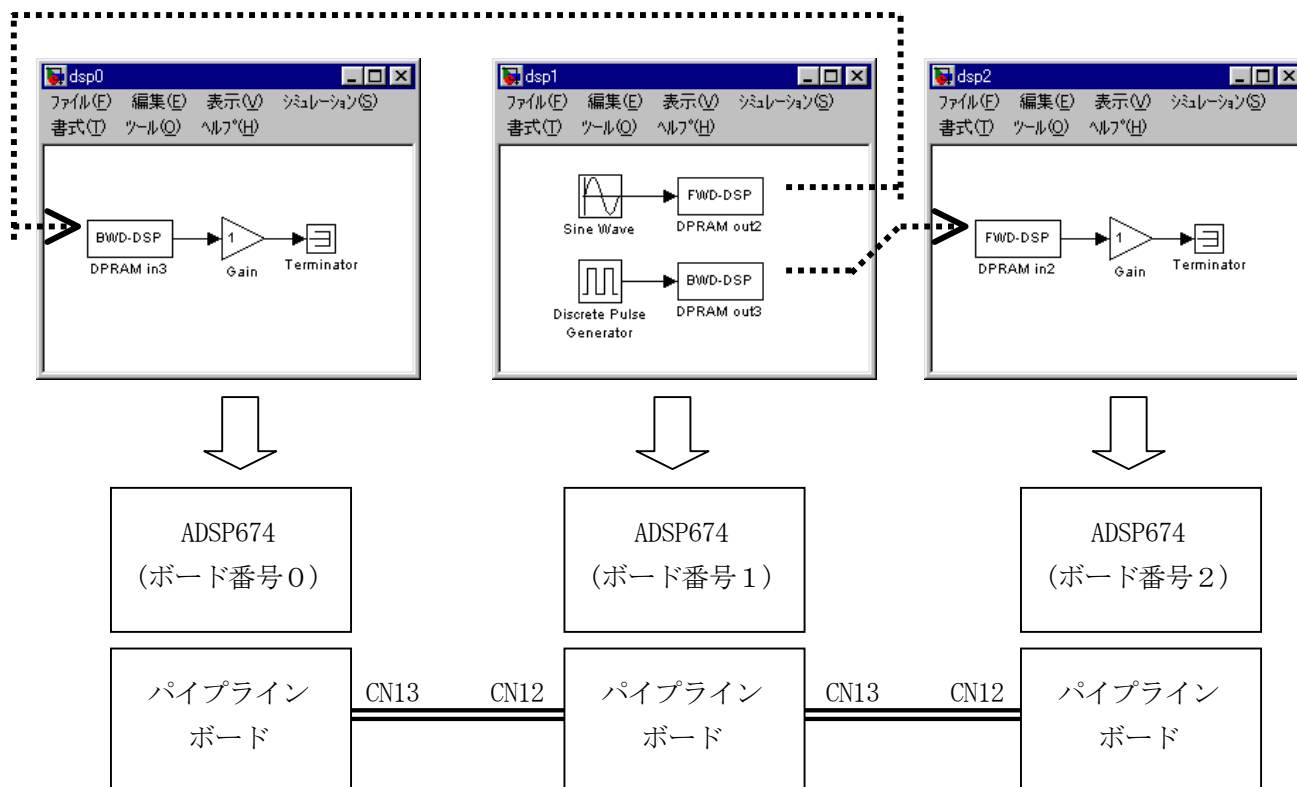 dsp0
ファイル(F) 編集(E) 表示(V) シミュレーション(S)
書式(T) ツール(O) ヘルプ(H)
BWD-DSP
DPRAM in3
1
Gain
Terminator
dsp1
ファイル(F) 編集(E) 表示(V) シミュレーション(S)
書式(T) ツール(O) ヘルプ(H)
Sine Wave
FWD-DSP
DPRAM out2
Discrete Pulse
Generator
BWD-DSP
DPRAM out3
dsp2
ファイル(F) 編集(E) 表示(V) シミュレーション(S)
書式(T) ツール(O) ヘルプ(H)
FWD-DSP
DPRAM in2
1
Gain
Terminator
ADSP674
(ボード番号0)
ADSP674
(ボード番号1)
ADSP674
(ボード番号2)
パイプライン
ボード
CN13
CN12
パイプライン
ボード
CN13
CN12
パイプライン
ボード